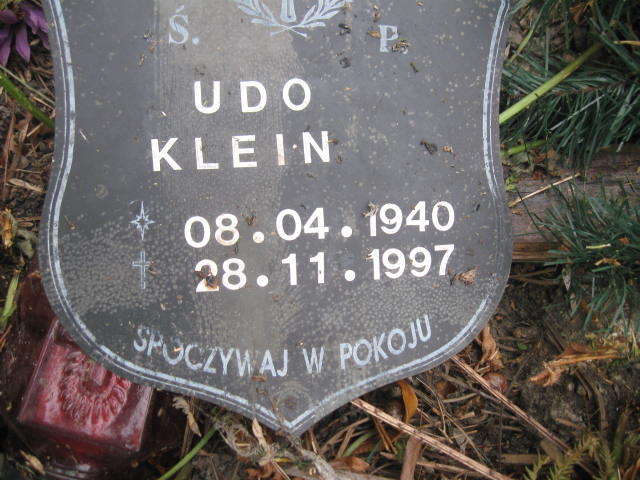 Ś. P.
UDO
KLEIN
08.04.1940
28.11.1997
SPOCZYWAJ W POKOJU